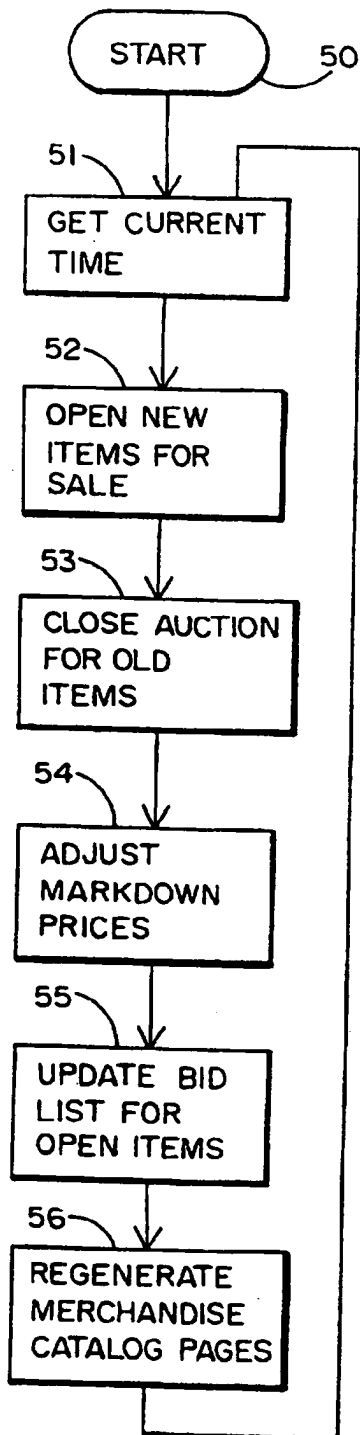 START
50
51
GET CURRENT
TIME
52
OPEN NEW
ITEMS FOR
SALE
53
CLOSE AUCTION
FOR OLD
ITEMS
54
ADJUST
MARKDOWN
PRICES
55
UPDATE BID
LIST FOR
OPEN ITEMS
56
REGENERATE
MERCHANDISE
CATALOG PAGES